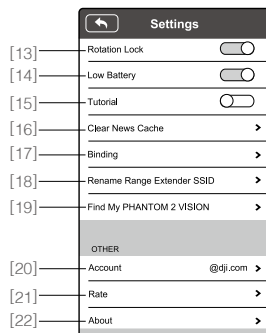 Settings
[13] Rotation Lock
[14] Low Battery
[15] Tutorial
[16] Clear News Cache
[17] Binding
[18] Rename Range Extender SSID
[19] Find My PHANTOM 2 VISION
OTHER
[20] Account @dji.com
[21] Rate
[22] About